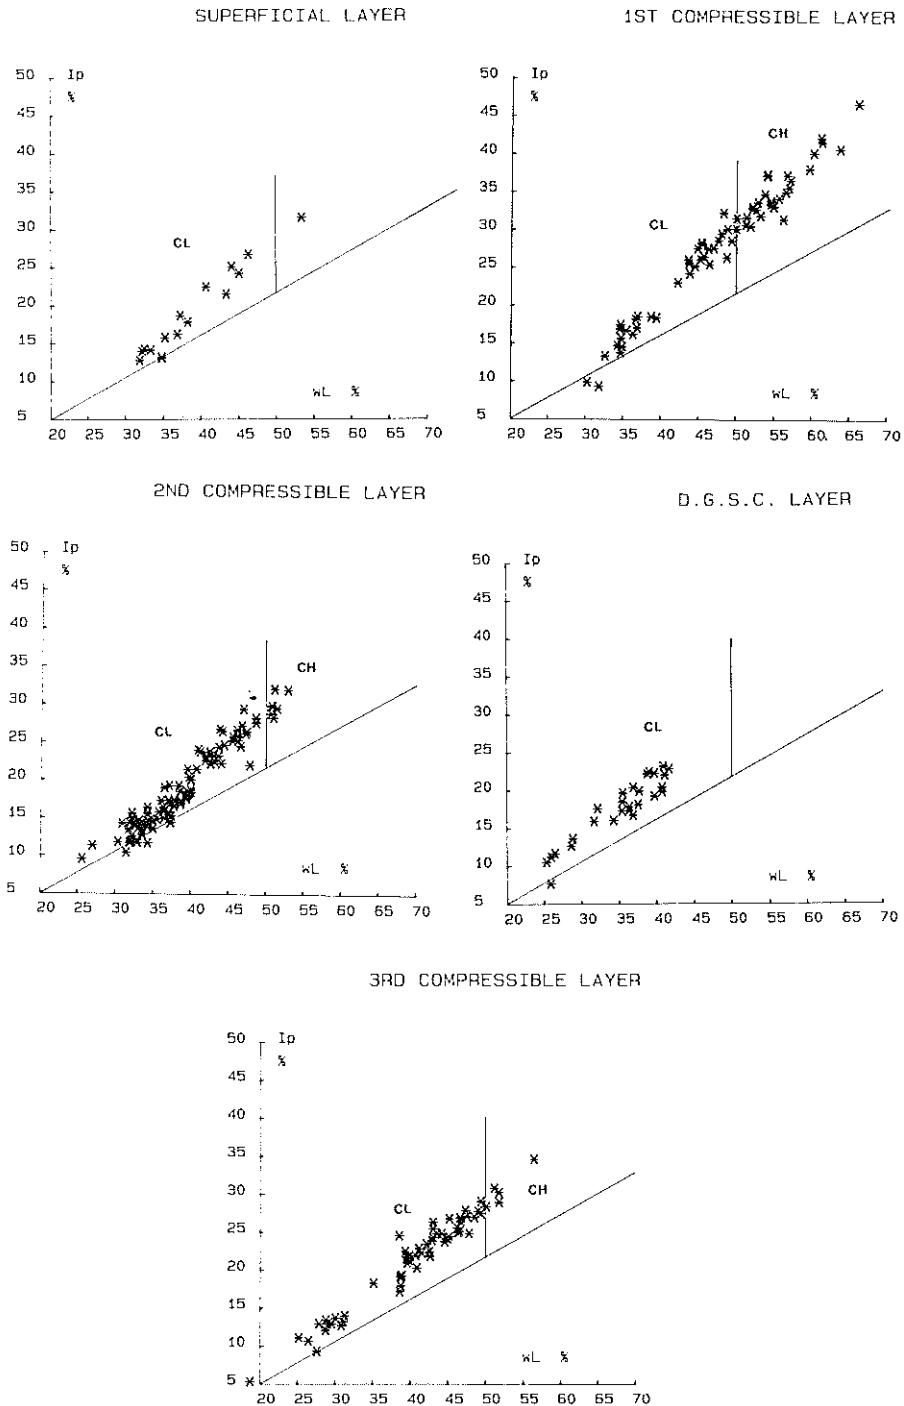 SUPERFICIAL LAYER
50 Ip
%
45
40
35
30
CL
25
20
15
10
WL %
5
20 25 30 35 40 45 50 55 60 65 70
1ST COMPRESSIBLE LAYER
50 Ip
%
45
CH
40
35
CL
30
25
20
15
10
WL %
5
20 25 30 35 40 45 50 55 60. 65 70
2ND COMPRESSIBLE LAYER
50 Ip
%
45
40
35
CH
30
CL
25
20
15
10
WL %
5
20 25 30 35 40 45 50 55 60 65 70
D.G.S.C. LAYER
50 Ip
%
45
40
35
30
CL
25
20
15
10
WL %
5
20 25 30 35 40 45 50 55 60 65 70
3RD COMPRESSIBLE LAYER
50 Ip
%
45
40
35
30
CL
CH
25
20
15
10
WL %
5
20 25 30 35 40 45 50 55 60 65 70